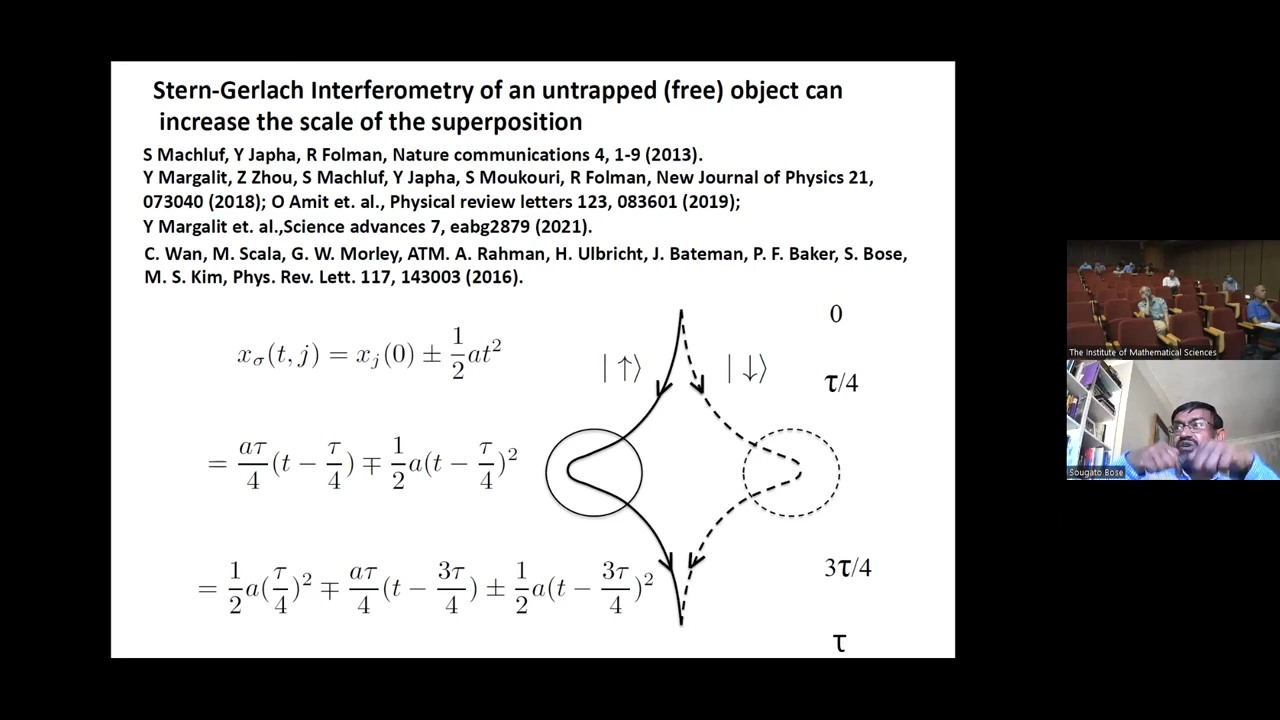 Stern-Gerlach Interferometry of an untrapped (free) object can
increase the scale of the superposition
S Machluf, Y Japha, R Folman, Nature communications 4, 1-9 (2013).
Y Margalit, Z Zhou, S Machluf, Y Japha, S Moukouri, R Folman, New Journal of Physics 21,
073040 (2018); O Amit et. al., Physical review letters 123, 083601 (2019);
Y Margalit et. al.,Science advances 7, eabg2879 (2021).
C. Wan, M. Scala, G. W. Morley, ATM. A. Rahman, H. Ulbricht, J. Bateman, P. F. Baker, S. Bose,
M. S. Kim, Phys. Rev. Lett. 117, 143003 (2016).
x_σ(t, j) = x_j(0) ± 1/2 at²
= aτ/4 (t − τ/4) ∓ 1/2 a(t − τ/4)²
= 1/2 a(τ/4)² ∓ aτ/4 (t − 3τ/4) ± 1/2 a(t − 3τ/4)²
|↑⟩ |↓⟩
0
τ/4
3τ/4
τ
The Institute of Mathematical Sciences
Sougato Bose